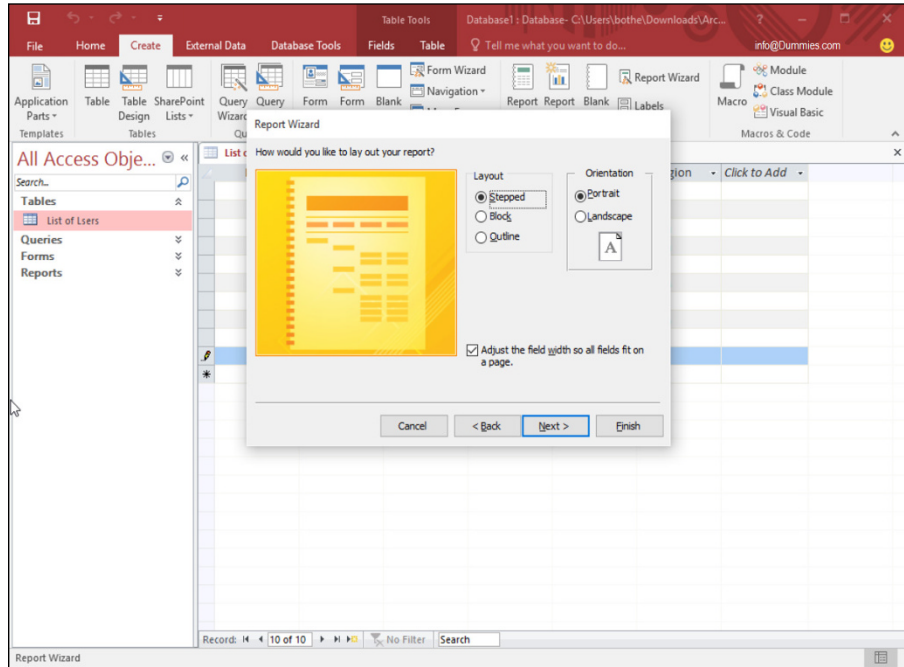 Table Tools
Database1 : Database- C:\Users\bothe\Downloads\Arc...
?
File Home Create External Data Database Tools Fields Table Tell me what you want to do... info@Dummies.com
Application Parts
Table
Table Design
SharePoint Lists
Query Wizard
Query
Form
Form
Blank
Form Wizard
Navigation
Report
Report
Blank
Report Wizard
Labels
Macro
Module
Class Module
Visual Basic
Templates
Tables
Qu
Macros & Code
All Access Obje...
Search...
Tables
List of Lsers
Queries
Forms
Reports
List o
gion
Click to Add
Report Wizard
How would you like to lay out your report?
Layout
Stepped
Block
Outline
Orientation
Portrait
Landscape
A
Adjust the field width so all fields fit on
a page.
Cancel
< Back
Next >
Finish
Record: 10 of 10 No Filter Search
Report Wizard